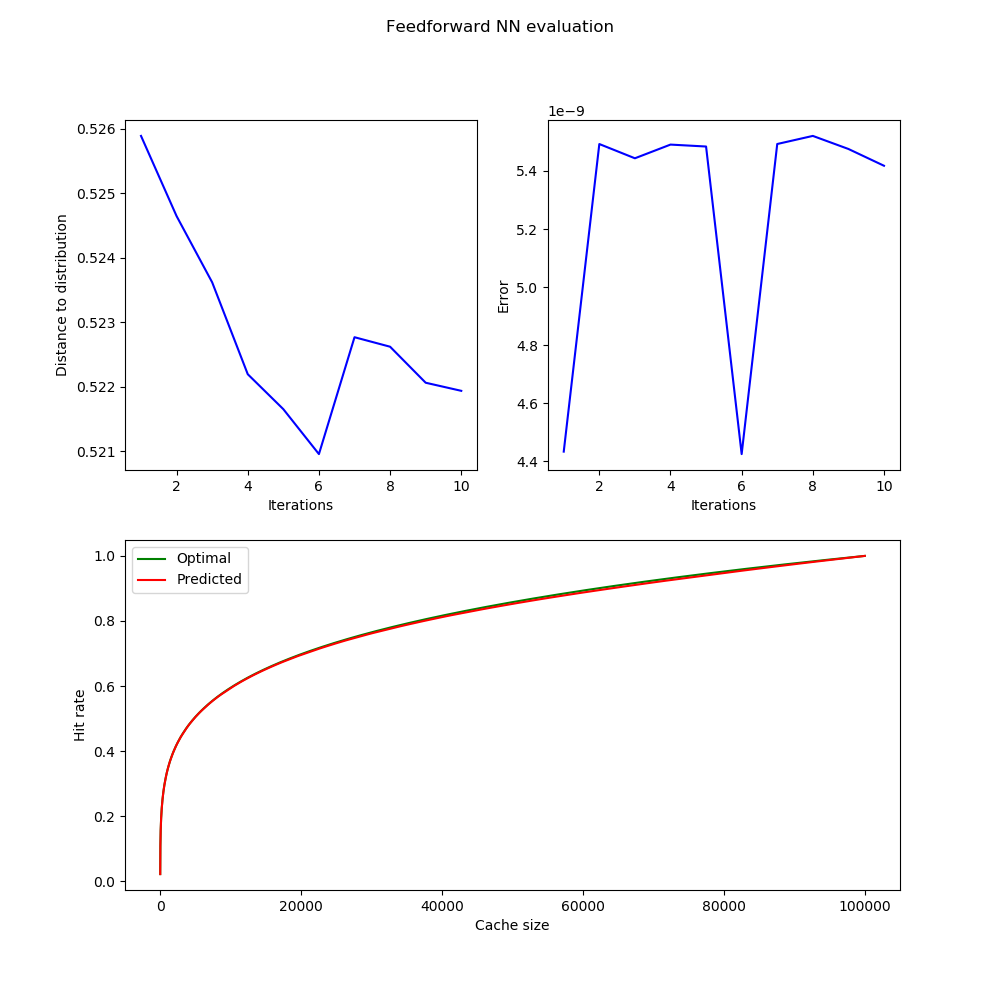 Feedforward NN evaluation
0.526
0.525
0.524
0.523
0.522
0.521
Distance to distribution
2 4 6 8 10
Iterations
1e−9
5.4
5.2
5.0
4.8
4.6
4.4
Error
2 4 6 8 10
Iterations
Optimal
Predicted
1.0
0.8
0.6
0.4
0.2
0.0
Hit rate
0 20000 40000 60000 80000 100000
Cache size